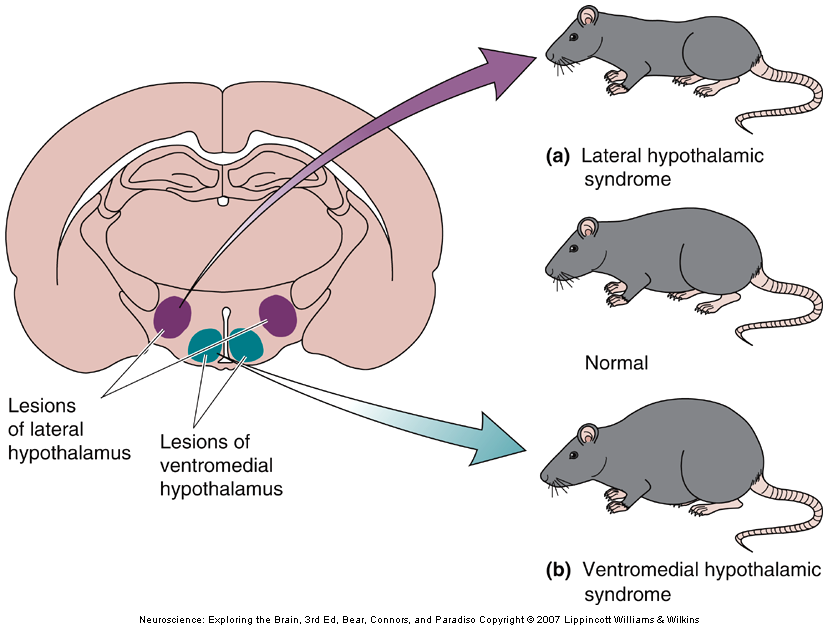 (a) Lateral hypothalamic
syndrome
Normal
Lesions
of lateral
hypothalamus
Lesions of
ventromedial
hypothalamus
(b) Ventromedial hypothalamic
syndrome
Neuroscience: Exploring the Brain, 3rd Ed, Bear, Connors, and Paradiso Copyright © 2007 Lippincott Williams & Wilkins